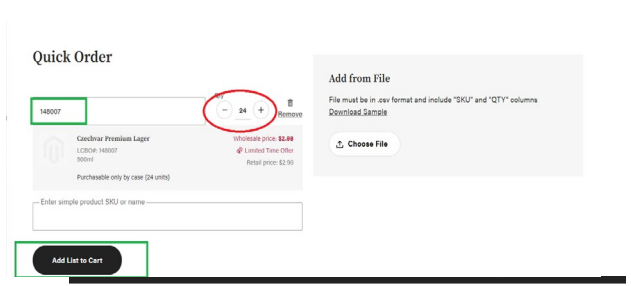 Quick Order
Qty
148007
24
Remove
Czechvar Premium Lager
LCBO#: 148007
500ml
Purchasable only by case (24 units)
Wholesale price: $2.68
Limited Time Offer
Retail price: $2.90
Enter simple product SKU or name
Add List to Cart
Add from File
File must be in .csv format and include "SKU" and "QTY" columns
Download Sample
Choose File